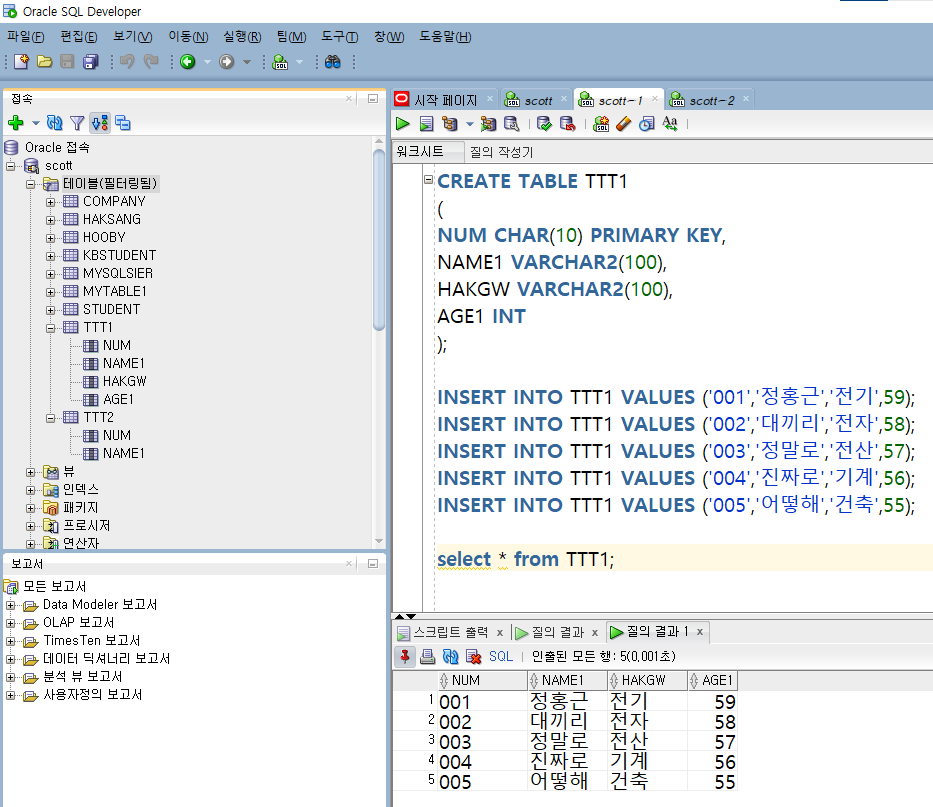 Oracle SQL Developer
파일(F) 편집(E) 보기(V) 이동(N) 실행(R) 팀(M) 도구(T) 창(W) 도움말(H)
접속
Oracle 접속
scott
테이블(필터링됨)
COMPANY
HAKSANG
HOOBY
KBSTUDENT
MYSQLSIER
MYTABLE1
STUDENT
TTT1
NUM
NAME1
HAKGW
AGE1
TTT2
NUM
NAME1
뷰
인덱스
패키지
프로시저
연산자
보고서
모든 보고서
Data Modeler 보고서
OLAP 보고서
TimesTen 보고서
데이터 딕셔너리 보고서
분석 뷰 보고서
사용자정의 보고서
시작 페이지 scott scott~1 scott~2
워크시트 질의 작성기
CREATE TABLE TTT1
(
NUM CHAR(10) PRIMARY KEY,
NAME1 VARCHAR2(100),
HAKGW VARCHAR2(100),
AGE1 INT
);
INSERT INTO TTT1 VALUES ('001','정홍근','전기',59);
INSERT INTO TTT1 VALUES ('002','대끼리','전자',58);
INSERT INTO TTT1 VALUES ('003','정말로','전산',57);
INSERT INTO TTT1 VALUES ('004','진짜로','기계',56);
INSERT INTO TTT1 VALUES ('005','어떻해','건축',55);
select * from TTT1;
스크립트 출력 x 질의 결과 x 질의 결과 1 x
SQL | 인출된 모든 행: 5(0,001초)
NUM NAME1 HAKGW AGE1
1 001 정홍근 전기 59
2 002 대끼리 전자 58
3 003 정말로 전산 57
4 004 진짜로 기계 56
5 005 어떻해 건축 55